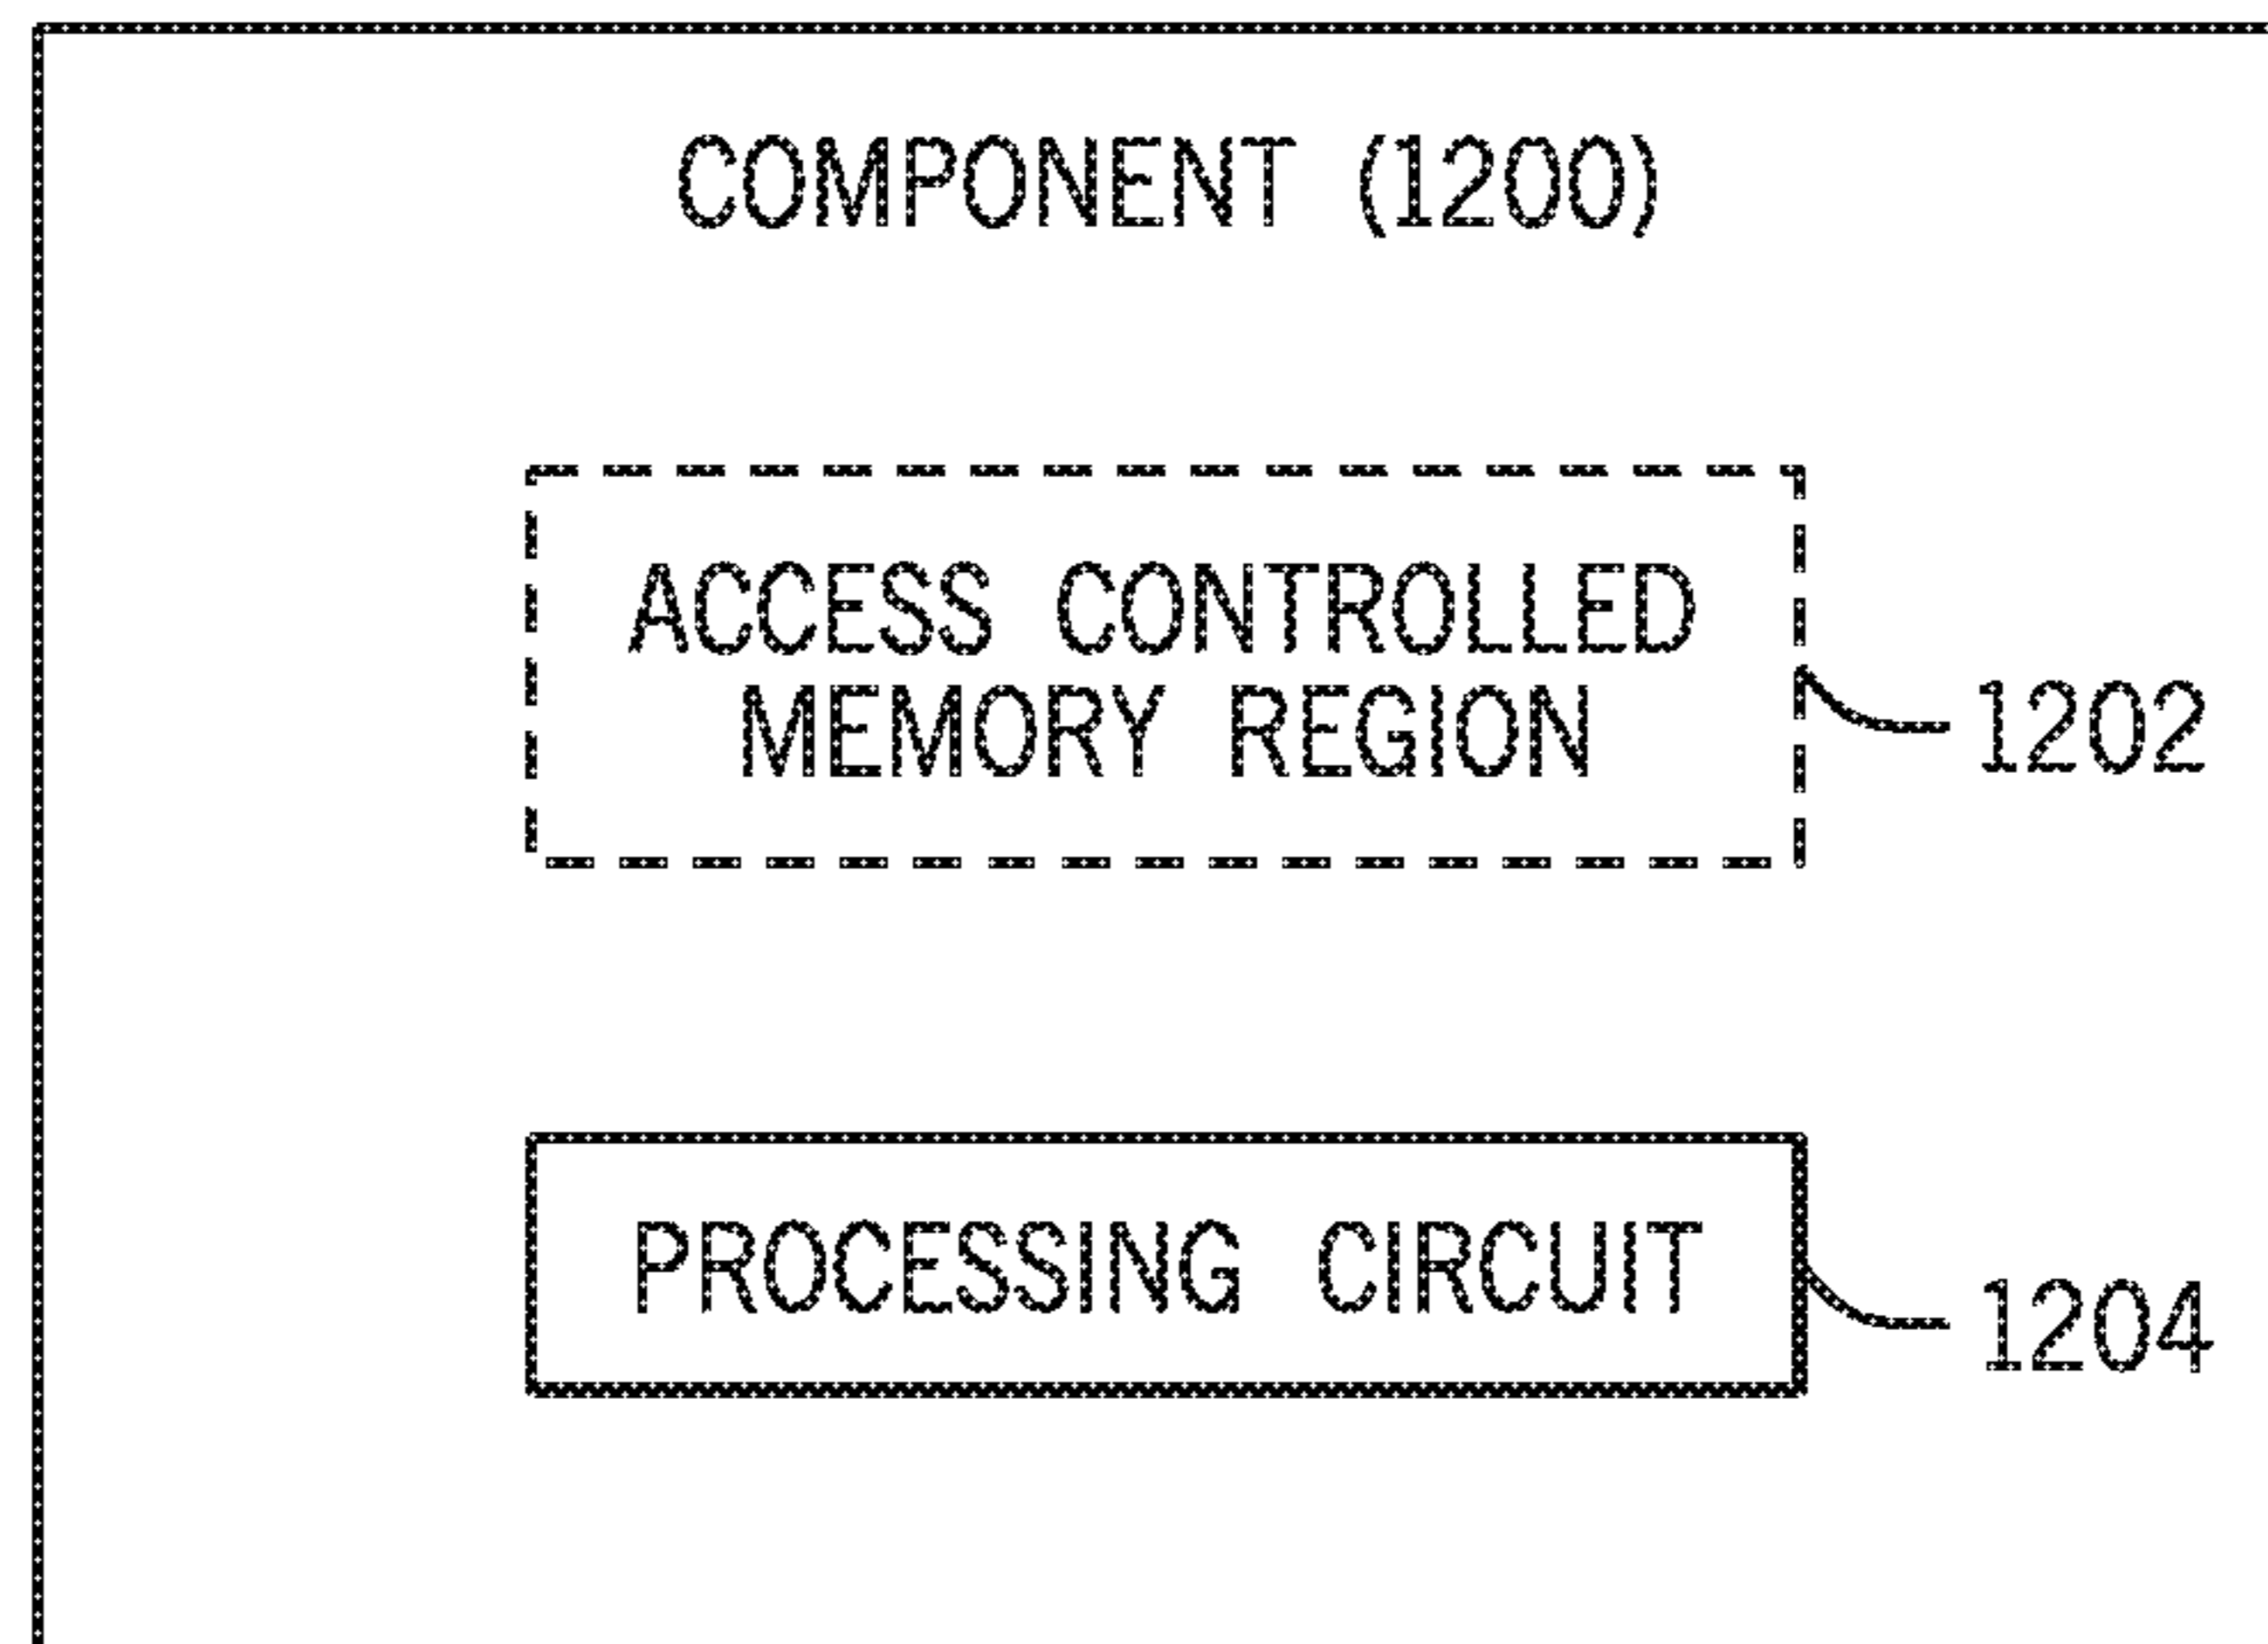 COMPONENT (1200)
ACCESS CONTROLLED
MEMORY REGION
1202
PROCESSING CIRCUIT
1204